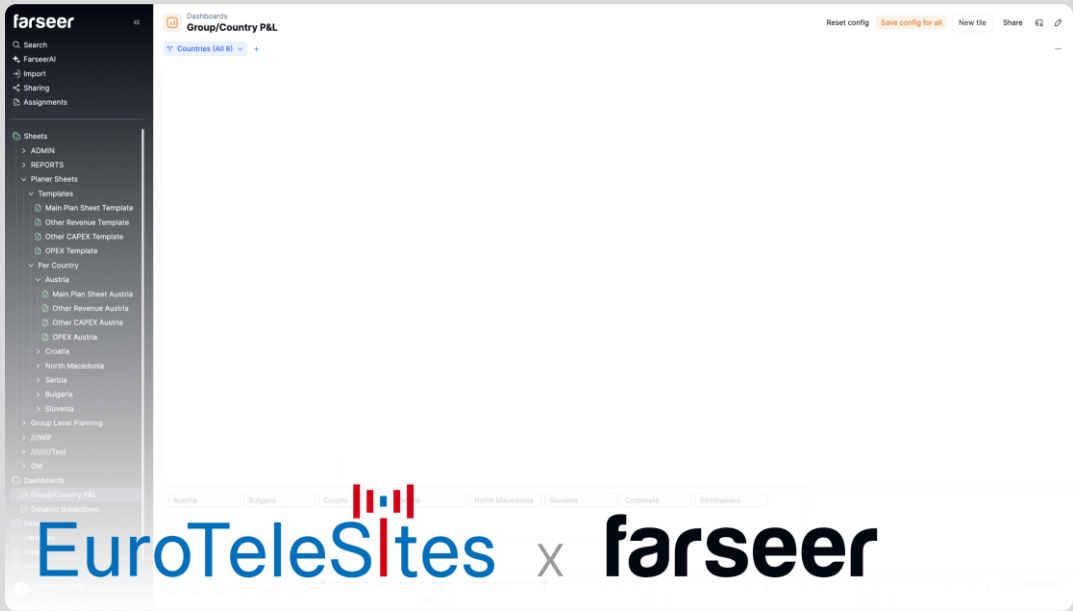 farseer
Search
FarseerAI
Import
Sharing
Assignments
Sheets
ADMIN
REPORTS
Planer Sheets
Templates
Main Plan Sheet Template
Other Revenue Template
Other CAPEX Template
OPEX Template
Per Country
Austria
Main Plan Sheet Austria
Other Revenue Austria
Other CAPEX Austria
OPEX Austria
Croatia
North Macedonia
Serbia
Bulgaria
Slovenia
Group Level Planning
///WIP
///////Test
Old
Dashboards
Group/Country P&L
Detailed Breakdown
Dashboards
Group/Country P&L
Reset config
Save config for all
New tile
Share
Countries (All 8)
Austria
Bulgaria
Croatia
North Macedonia
Slovenia
Corporate
Eliminations
EuroTeleSites x farseer